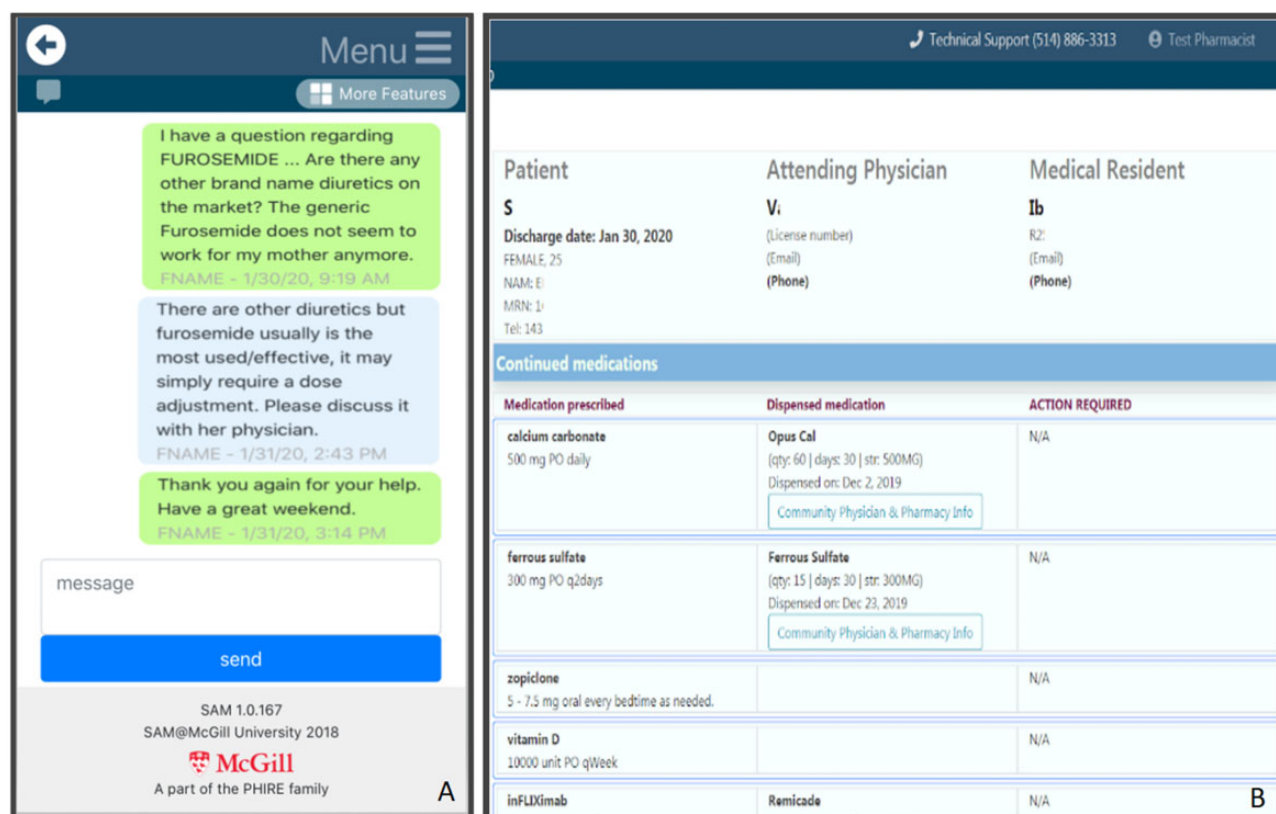 Menu
More Features
I have a question regarding
FUROSEMIDE ... Are there any
other brand name diuretics on
the market? The generic
Furosemide does not seem to
work for my mother anymore.
FNAME - 1/30/20, 9:19 AM
There are other diuretics but
furosemide usually is the
most used/effective, it may
simply require a dose
adjustment. Please discuss it
with her physician.
FNAME - 1/31/20, 2:43 PM
Thank you again for your help.
Have a great weekend.
FNAME - 1/31/20, 3:14 PM
message
send
SAM 1.0.167
SAM@McGill University 2018
McGill
A part of the PHIRE family
A
Technical Support (514) 886-3313 Test Pharmacist
Patient Attending Physician Medical Resident
S
Discharge date: Jan 30, 2020
FEMALE, 25
NAM: E
MRN: 1
Tel: 143
(License number)
(Email)
(Phone)
Ib
R2:
(Email)
(Phone)
Continued medications
Medication prescribed Dispensed medication ACTION REQUIRED
calcium carbonate Opus Cal N/A
500 mg PO daily (qty: 60 | days: 30 | str: 500MG)
Dispensed on: Dec 2, 2019
Community Physician & Pharmacy Info
ferrous sulfate Ferrous Sulfate N/A
300 mg PO q2days (qty: 15 | days: 30 | str: 300MG)
Dispensed on: Dec 23, 2019
Community Physician & Pharmacy Info
zopiclone N/A
5 - 7.5 mg oral every bedtime as needed.
vitamin D N/A
10000 unit PO qWeek
inFLIXimab Remicade N/A
B